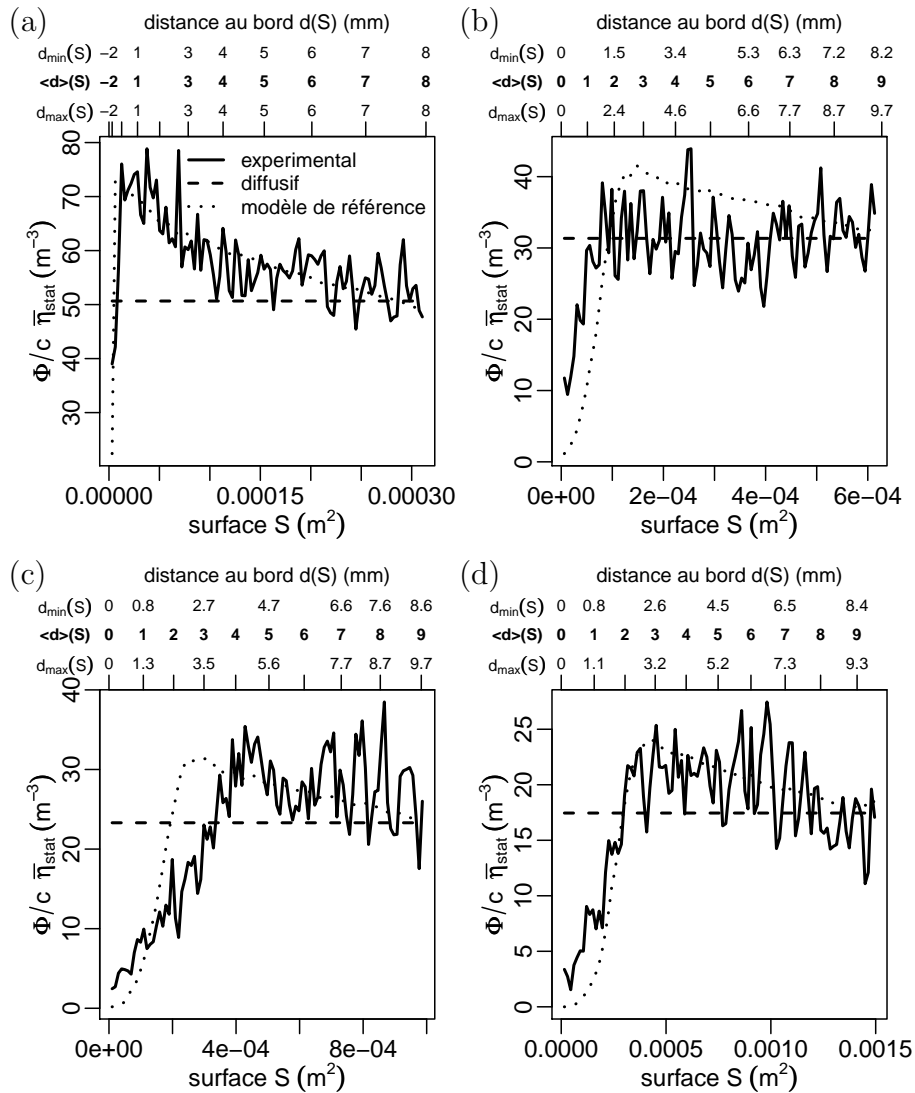 (a)
distance au bord d(S) (mm)
dmin(S) −2 1 3 4 5 6 7 8
<d>(S) −2 1 3 4 5 6 7 8
dmax(S) −2 1 3 4 5 6 7 8
experimental
diffusif
modèle de référence
80
70
60
50
40
30
Φ/c η̅stat (m−3)
0.00000 0.00015 0.00030
surface S (m2)
(b)
distance au bord d(S) (mm)
dmin(S) 0 1.5 3.4 5.3 6.3 7.2 8.2
<d>(S) 0 1 2 3 4 5 6 7 8 9
dmax(S) 0 2.4 4.6 6.6 7.7 8.7 9.7
40
30
20
10
0
Φ/c η̅stat (m−3)
0e+00 2e−04 4e−04 6e−04
surface S (m2)
(c)
distance au bord d(S) (mm)
dmin(S) 0 0.8 2.7 4.7 6.6 7.6 8.6
<d>(S) 0 1 2 3 4 5 6 7 8 9
dmax(S) 0 1.3 3.5 5.6 7.7 8.7 9.7
40
30
20
10
0
Φ/c η̅stat (m−3)
0e+00 4e−04 8e−04
surface S (m2)
(d)
distance au bord d(S) (mm)
dmin(S) 0 0.8 2.6 4.5 6.5 8.4
<d>(S) 0 1 2 3 4 5 6 7 8 9
dmax(S) 0 1.1 3.2 5.2 7.3 9.3
25
20
15
10
5
0
Φ/c η̅stat (m−3)
0.0000 0.0005 0.0010 0.0015
surface S (m2)